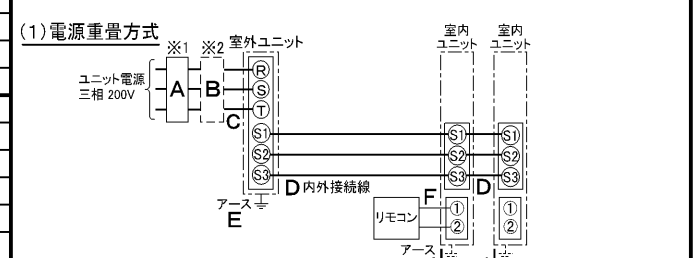 (1)電源重畳方式
※1 ※2 室外ユニット
室内
ユニット
室内
ユニット
ユニット電源
三相 200V
A
B
C
R
S
T
S1
S2
S3
S1
S2
S3
S1
S2
S3
D 内外接続線
D
アース
E
F
リモコン
①
②
①
②
アース